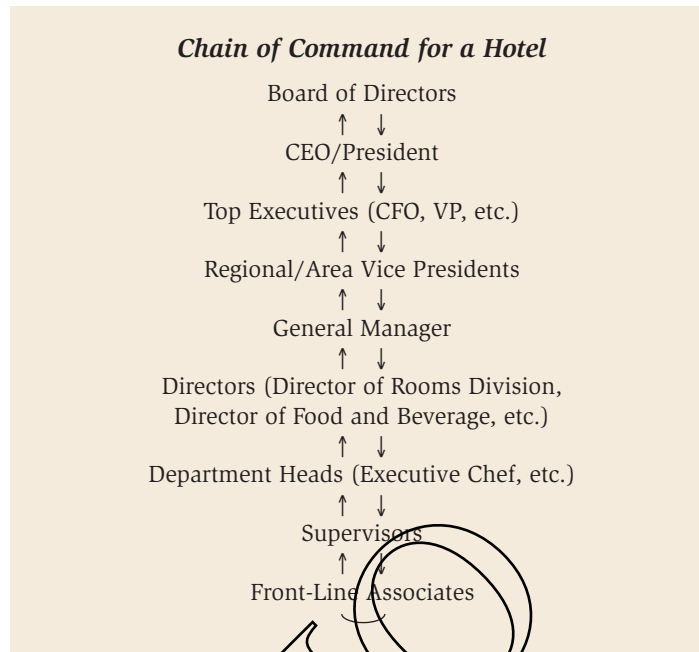 Chain of Command for a Hotel
Board of Directors
↑ ↓
CEO/President
↑ ↓
Top Executives (CFO, VP, etc.)
↑ ↓
Regional/Area Vice Presidents
↑ ↓
General Manager
↑ ↓
Directors (Director of Rooms Division,
Director of Food and Beverage, etc.)
↑ ↓
Department Heads (Executive Chef, etc.)
↑ ↓
Supervisors
↑ ↓
Front-Line Associates